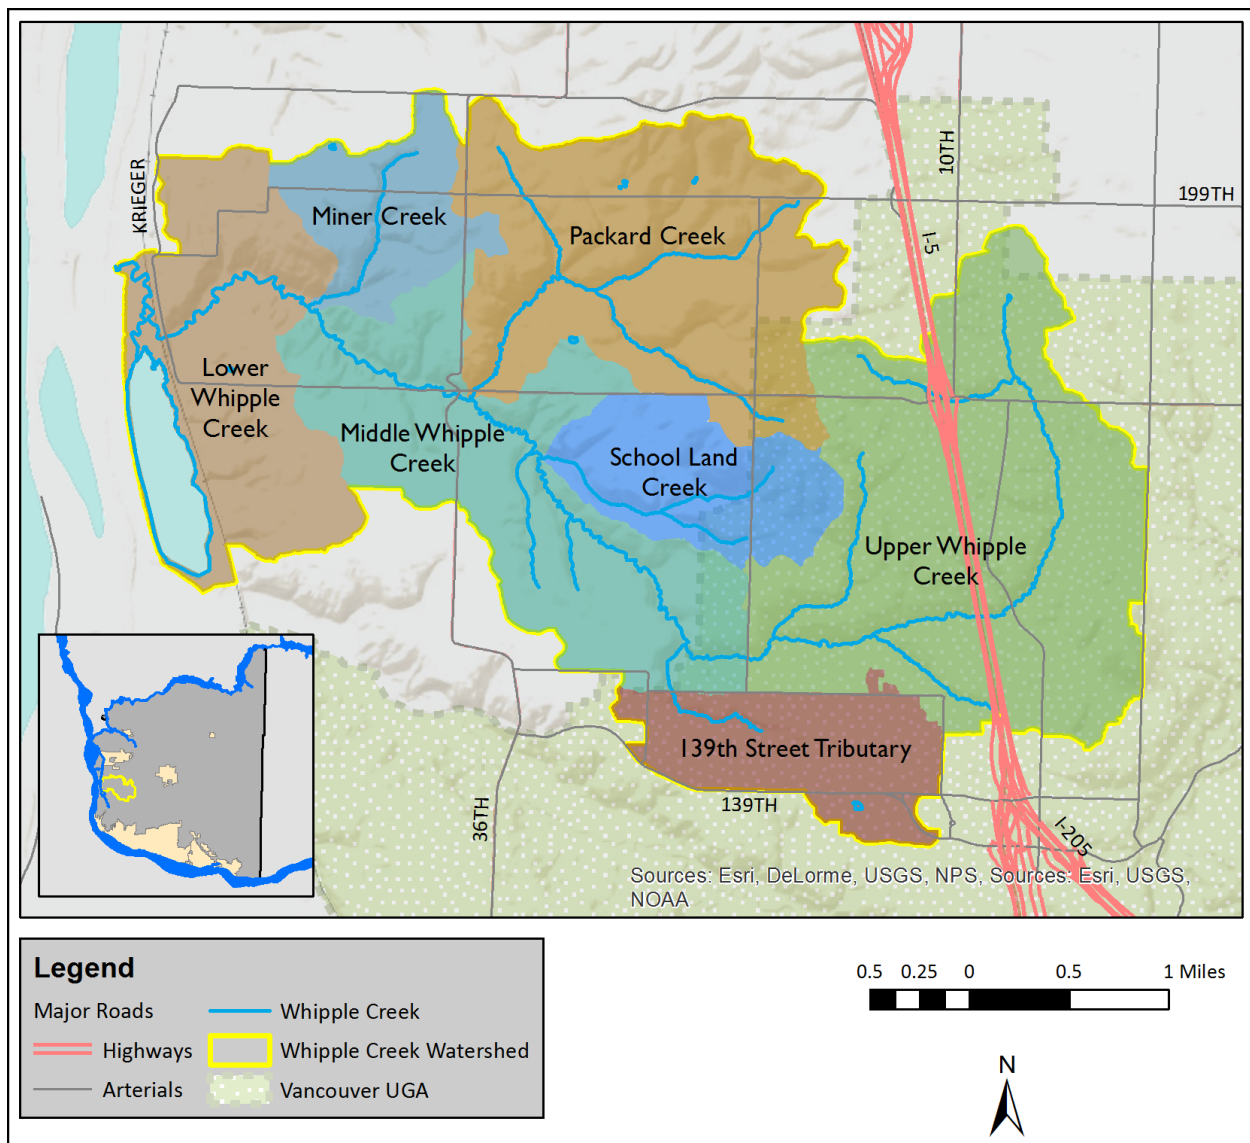 10TH
199TH
KRIEGER
Miner Creek
Packard Creek
I-5
Lower
Whipple
Creek
Middle Whipple
Creek
School Land
Creek
Upper Whipple
Creek
139th Street Tributary
139TH
36TH
I-205
Sources: Esri, DeLorme, USGS, NPS, Sources: Esri, USGS,
NOAA
Legend
Major Roads
Highways
Arterials
Whipple Creek
Whipple Creek Watershed
Vancouver UGA
0.5 0.25 0 0.5 1 Miles
N